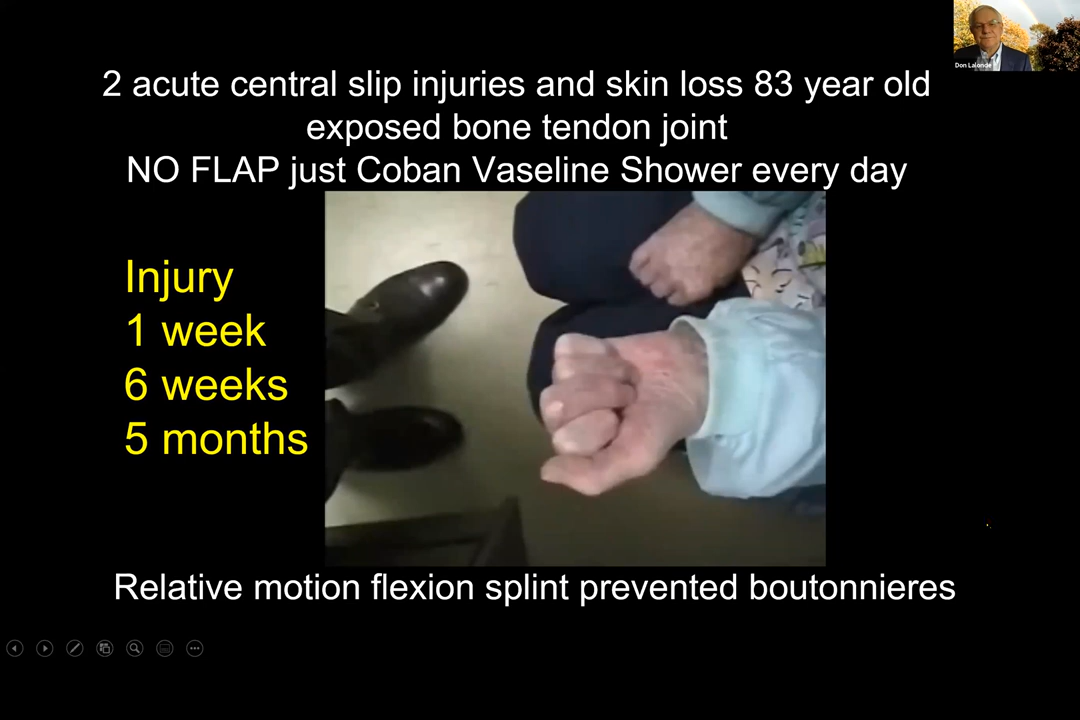 Don Lalonde
2 acute central slip injuries and skin loss 83 year old
exposed bone tendon joint
NO FLAP just Coban Vaseline Shower every day
Injury
1 week
6 weeks
5 months
Relative motion flexion splint prevented boutonnieres